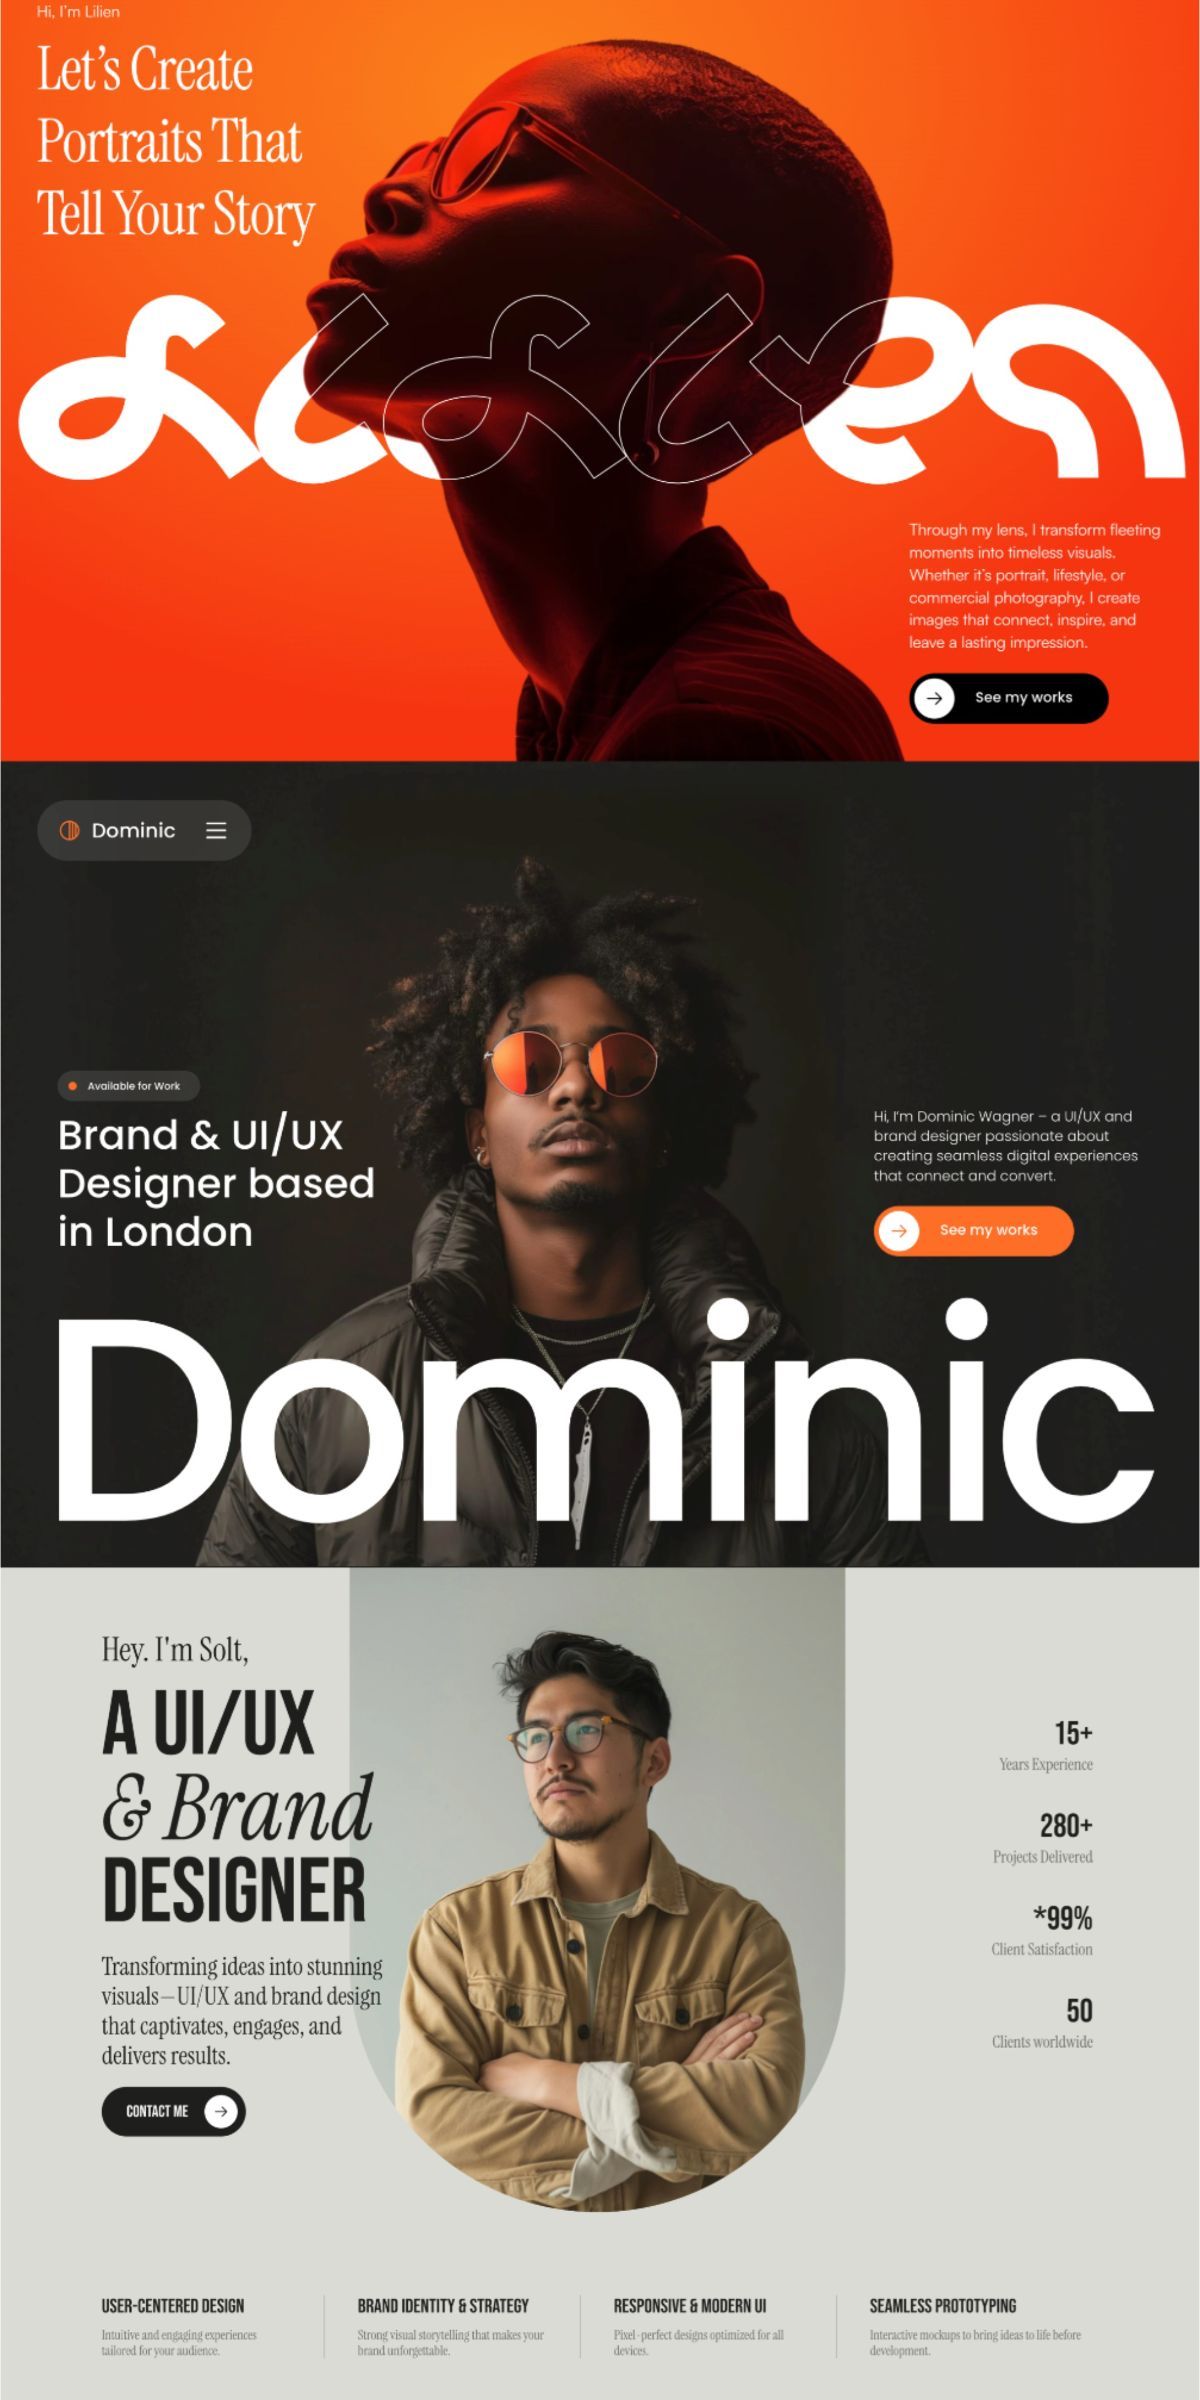 Hi, I'm Lilien
Let's Create
Portraits That
Tell Your Story
Lilien
Through my lens, I transform fleeting
moments into timeless visuals.
Whether it's portrait, lifestyle, or
commercial photography, I create
images that connect, inspire, and
leave a lasting impression.
See my works
Dominic
Available for Work
Brand & UI/UX
Designer based
in London
Hi, I'm Dominic Wagner – a UI/UX and
brand designer passionate about
creating seamless digital experiences
that connect and convert.
See my works
Dominic
Hey. I'm Solt,
A UI/UX
& Brand
DESIGNER
Transforming ideas into stunning
visuals—UI/UX and brand design
that captivates, engages, and
delivers results.
CONTACT ME
15+
Years Experience
280+
Projects Delivered
*99%
Client Satisfaction
50
Clients worldwide
USER-CENTERED DESIGN
Intuitive and engaging experiences
tailored for your audience.
BRAND IDENTITY & STRATEGY
Strong visual storytelling that makes your
brand unforgettable.
RESPONSIVE & MODERN UI
Pixel-perfect designs optimized for all
devices.
SEAMLESS PROTOTYPING
Interactive mockups to bring ideas to life before
development.